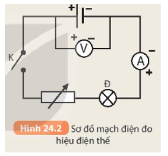 + −
+ V −
K
− A +
Đ
Hình 24.2 Sơ đồ mạch điện đo
hiệu điện thế